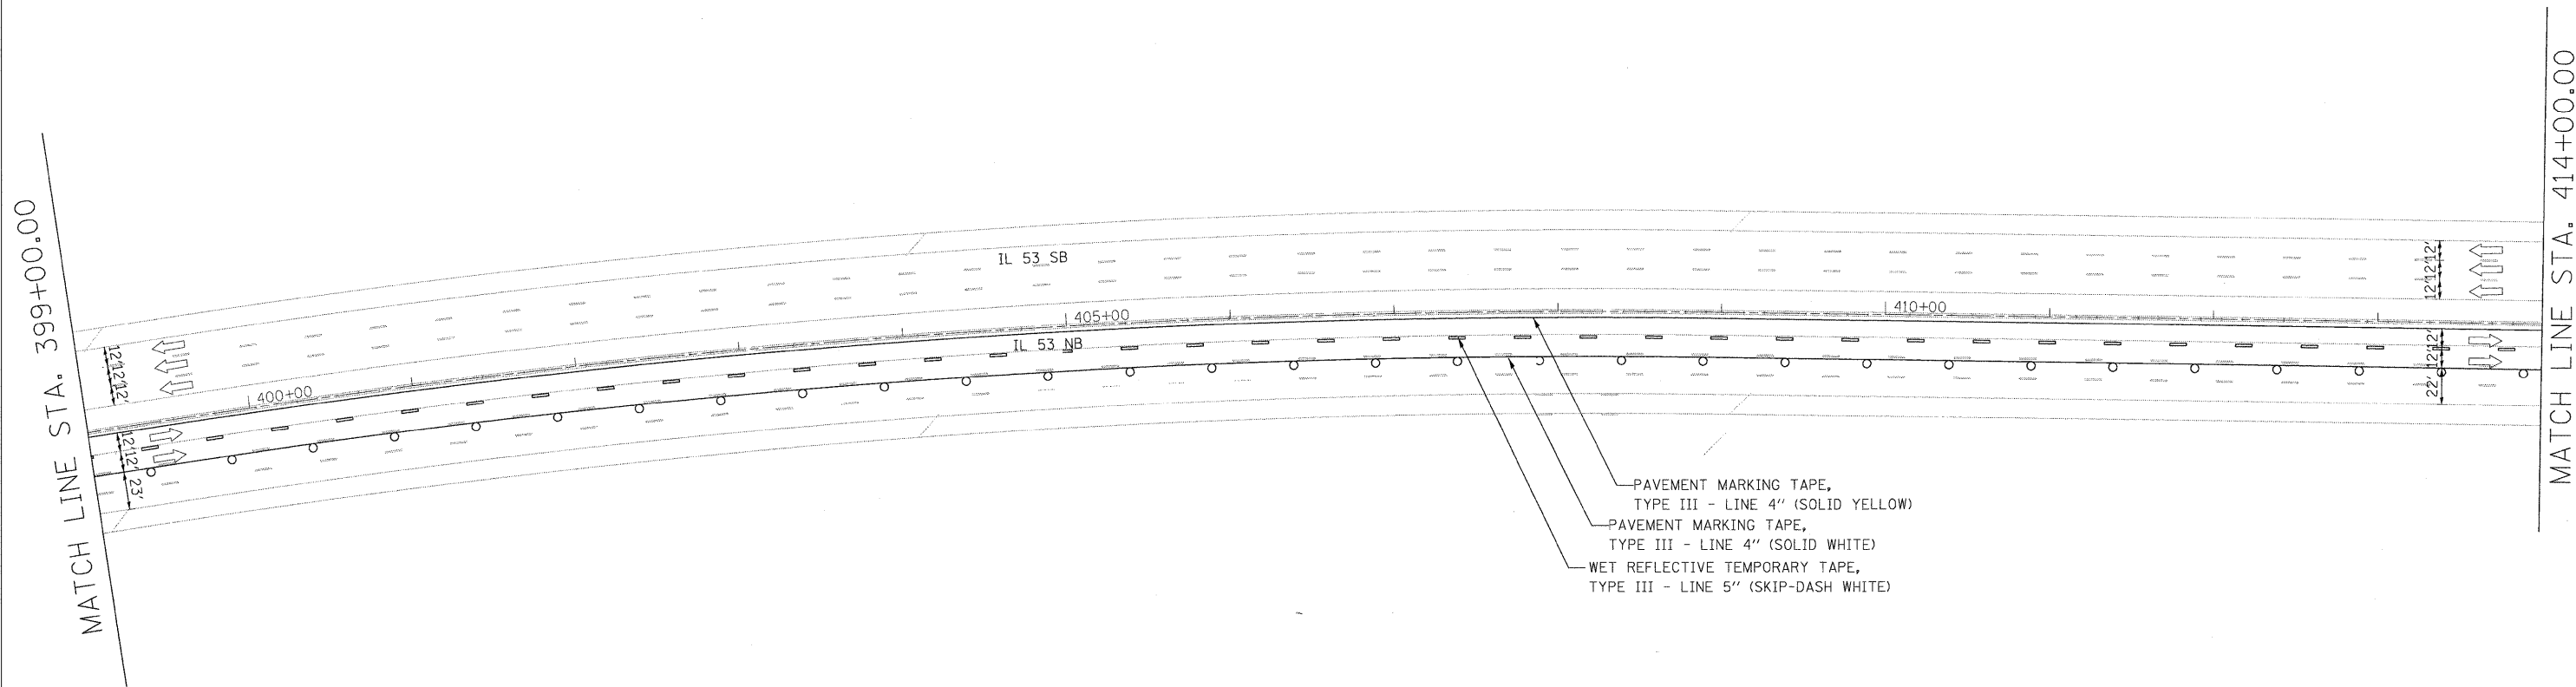 MATCH LINE STA. 399+00.00
MATCH LINE STA. 414+00.00
IL 53 SB
IL 53 NB
400+00
405+00
410+00
12'
12'
12'
12'
12'
23'
12'
12'
12'
12'
12'
22'
PAVEMENT MARKING TAPE,
TYPE III - LINE 4" (SOLID YELLOW)
PAVEMENT MARKING TAPE,
TYPE III - LINE 4" (SOLID WHITE)
WET REFLECTIVE TEMPORARY TAPE,
TYPE III - LINE 5" (SKIP-DASH WHITE)